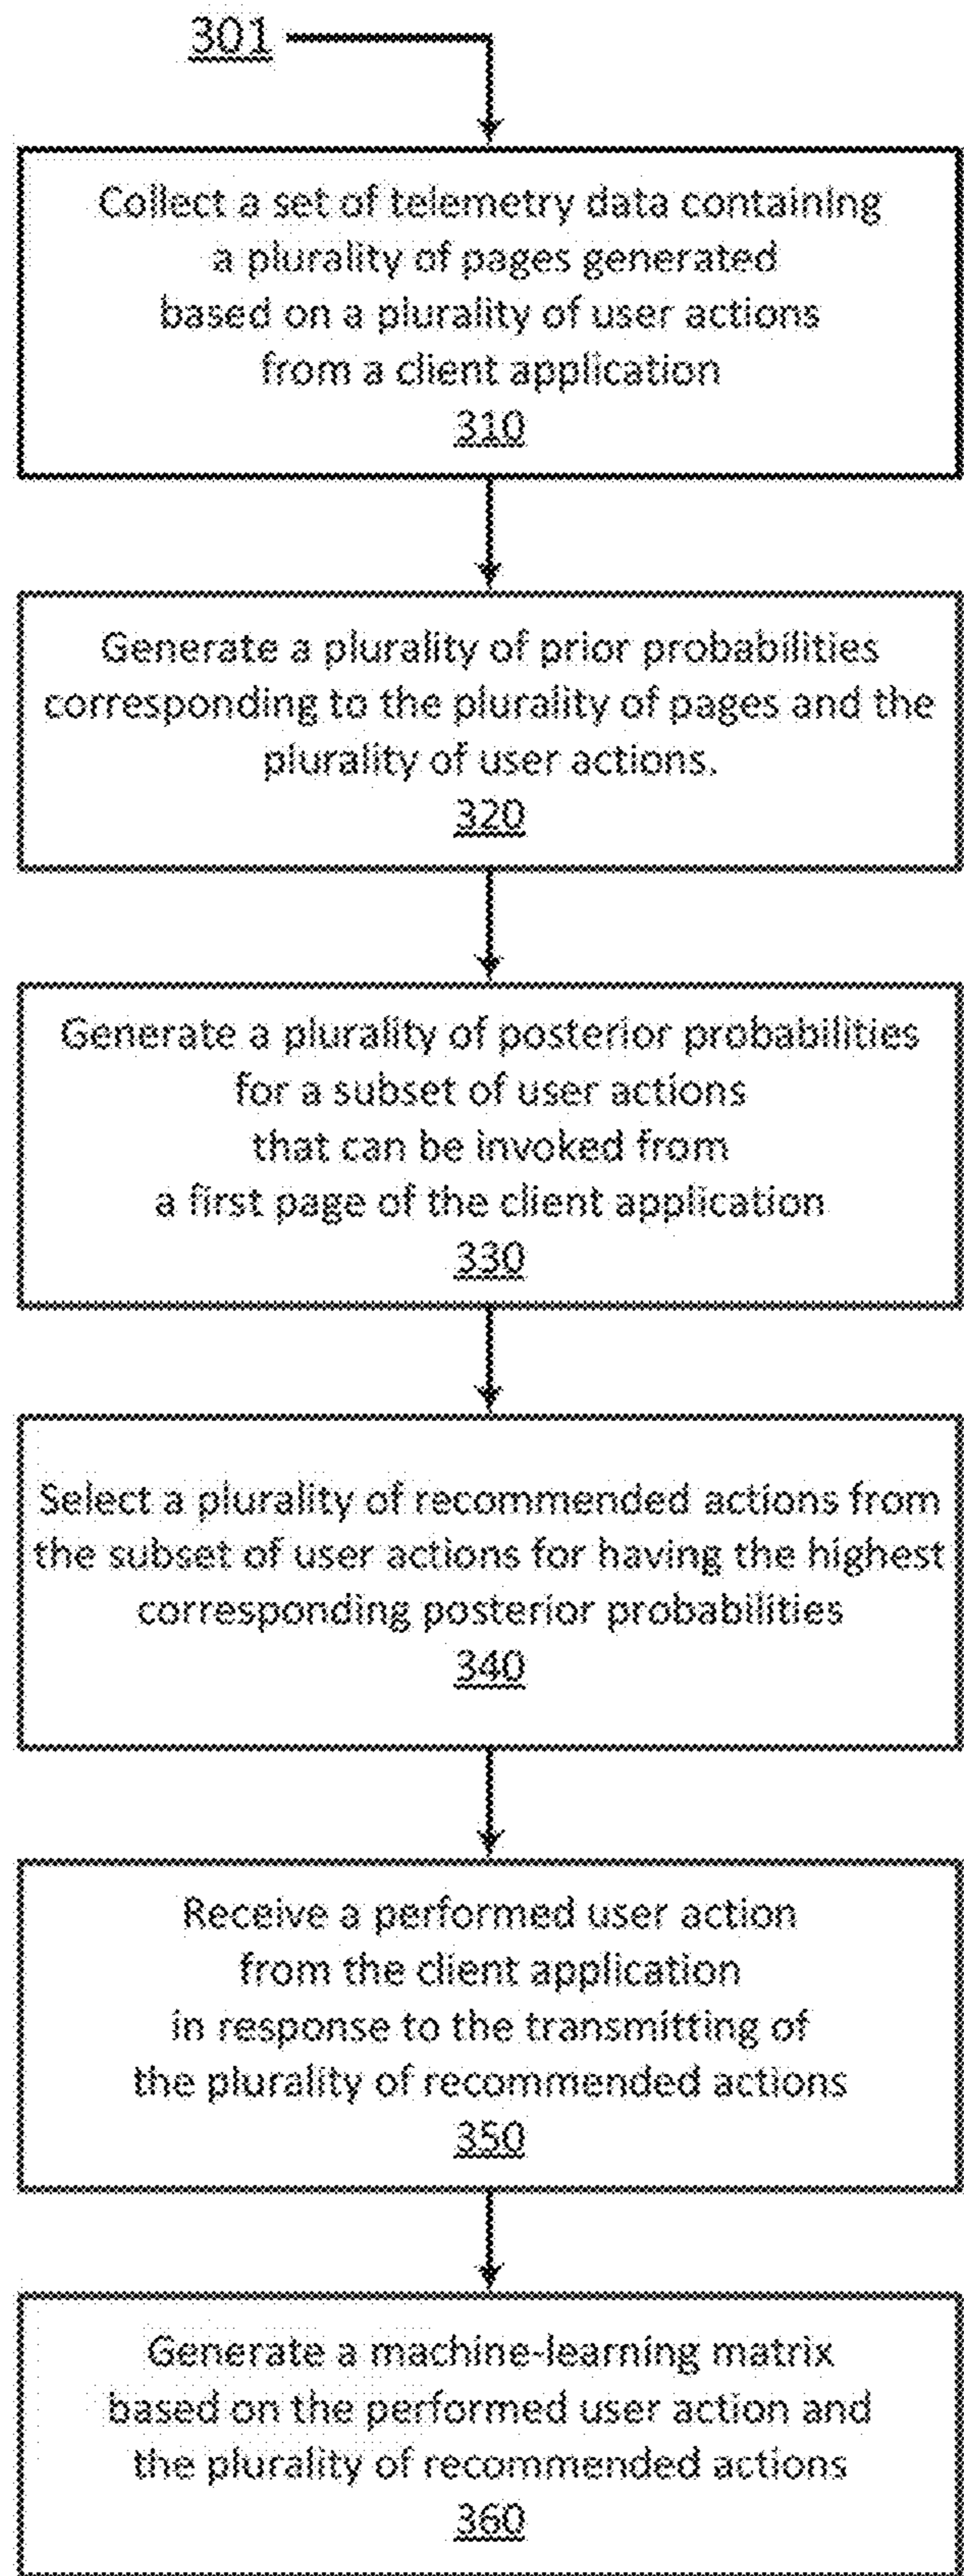 301
Collect a set of telemetry data containing
a plurality of pages generated
based on a plurality of user actions
from a client application
310
Generate a plurality of prior probabilities
corresponding to the plurality of pages and the
plurality of user actions.
320
Generate a plurality of posterior probabilities
for a subset of user actions
that can be invoked from
a first page of the client application
330
Select a plurality of recommended actions from
the subset of user actions for having the highest
corresponding posterior probabilities
340
Receive a performed user action
from the client application
in response to the transmitting of
the plurality of recommended actions
350
Generate a machine-learning matrix
based on the performed user action and
the plurality of recommended actions
360